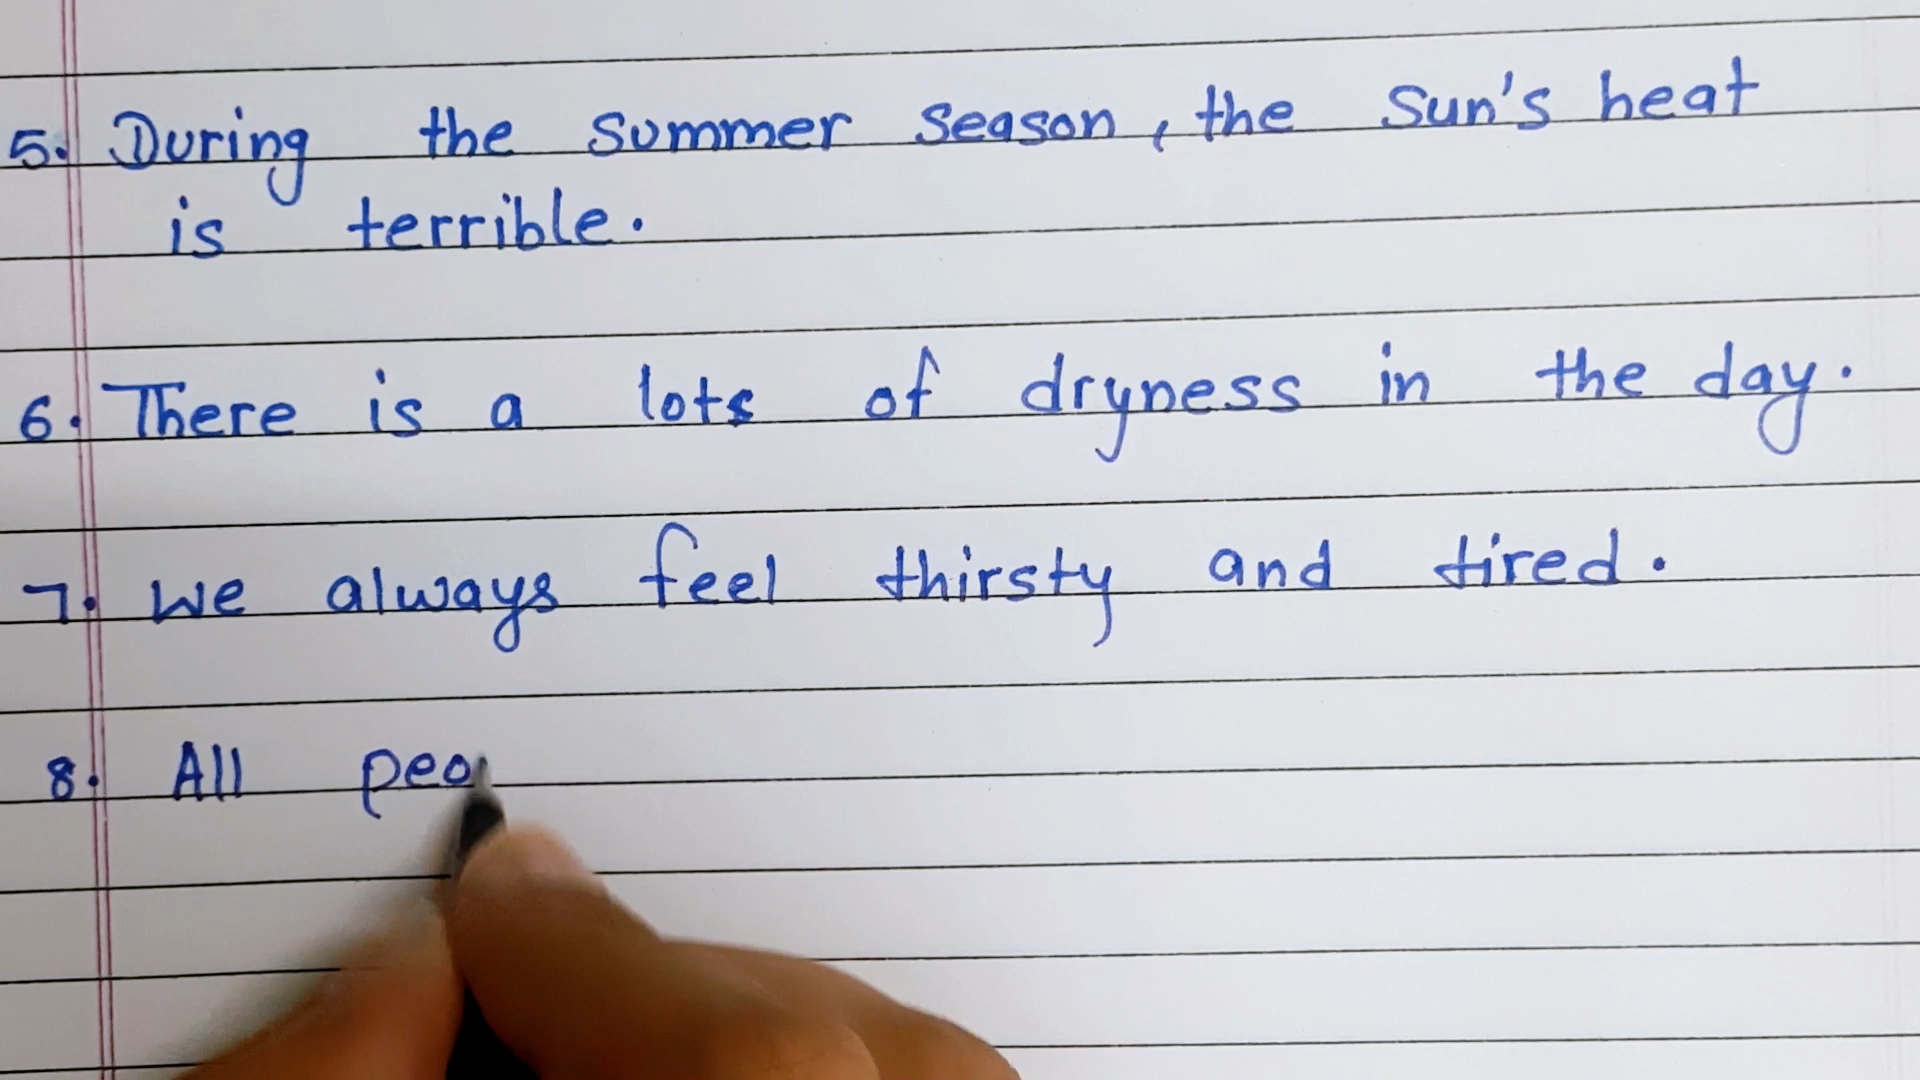 5. During the summer season, the sun's heat
is terrible.
6. There is a lots of dryness in the day.
7. we always feel thirsty and tired.
8. All peo